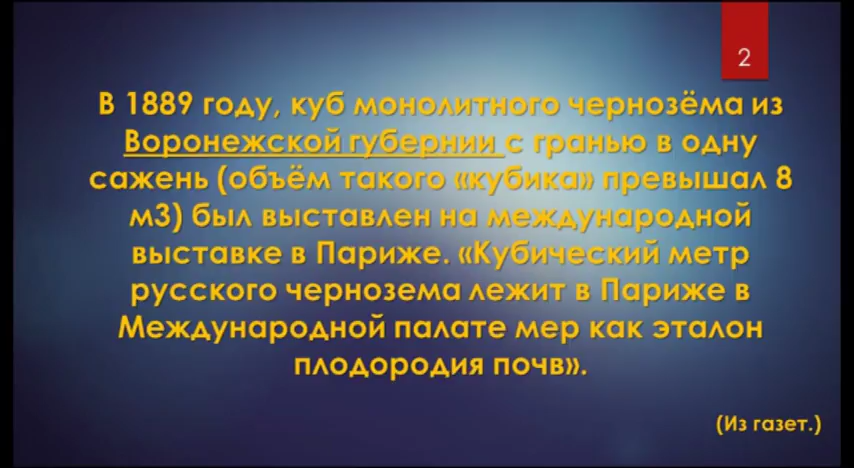 2
В 1889 году, куб монолитного чернозёма из
Воронежской губернии с гранью в одну
сажень (объём такого «кубика» превышал 8
м3) был выставлен на международной
выставке в Париже. «Кубический метр
русского чернозема лежит в Париже в
Международной палате мер как эталон
плодородия почв».
(Из газет.)